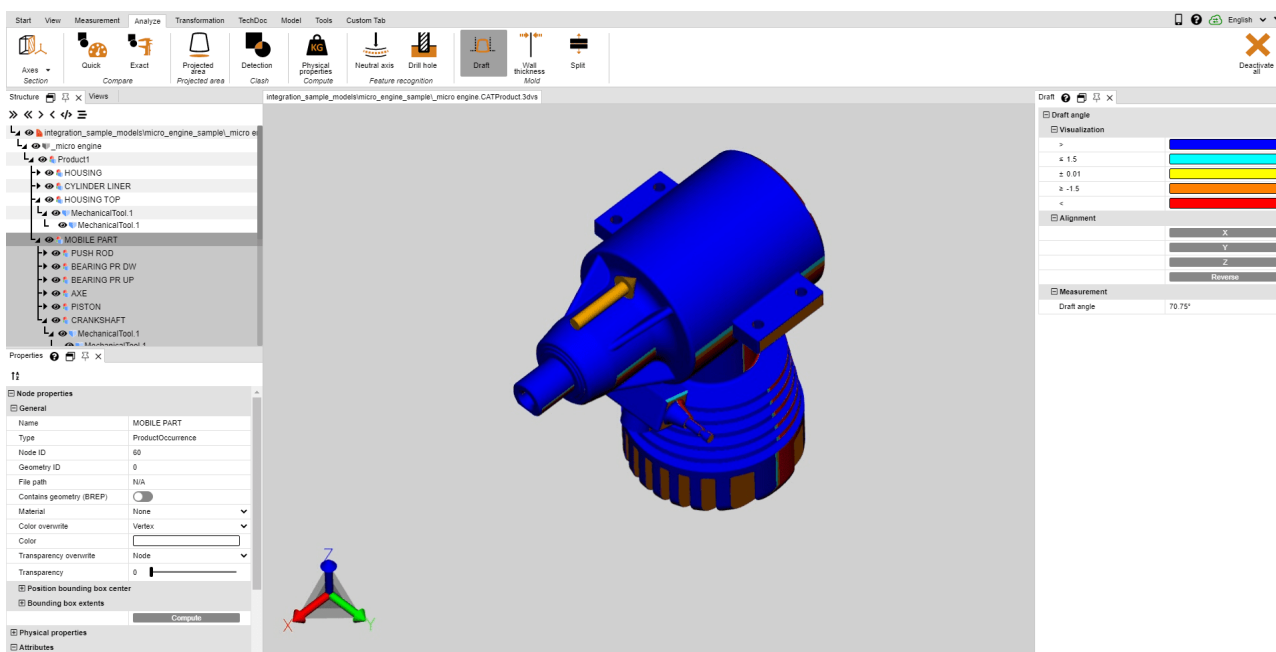 Start View Measurement Analyze Transformation TechDoc Model Tools Custom Tab English
Axes Quick Exact Projected area Detection KG Physical properties Neutral axis Drill hole Draft Wall thickness Split Deactivate all
Section Compare Projected area Clash Compute Feature recognition Mold
Structure Views
integration_sample_models\micro_engine_sample\_micro engine.CATProduct.3dvs
Draft
integration_sample_models\micro_engine_sample\_micro
_micro engine
Product1
HOUSING
CYLINDER LINER
HOUSING TOP
MechanicalTool.1
MechanicalTool.1
MOBILE PART
PUSH ROD
BEARING PR DW
BEARING PR UP
AXE
PISTON
CRANKSHAFT
MechanicalTool.1
MechanicalTool.1
Properties
Node properties
General
Name MOBILE PART
Type ProductOccurrence
Node ID 60
Geometry ID 0
File path N/A
Contains geometry (BREP)
Material None
Color overwrite Vertex
Color
Transparency overwrite Node
Transparency 0
Position bounding box center
Bounding box extents
Compute
Physical properties
Attributes
Z
X
Y
Draft angle
Visualization
>
≤ 1.5
± 0.01
≥ -1.5
<
Alignment
X
Y
Z
Reverse
Measurement
Draft angle 70.75°